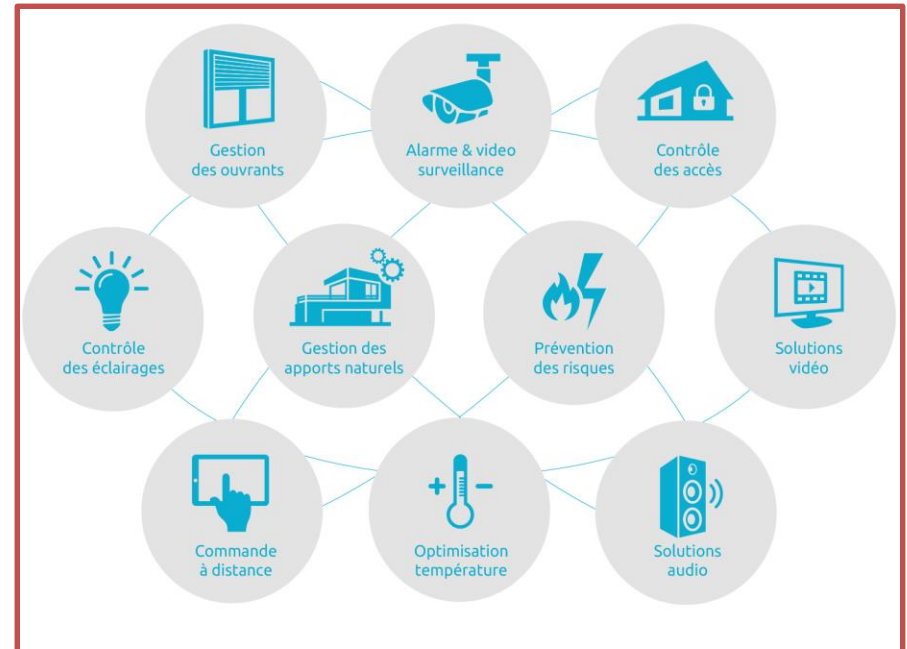 Gestion
des ouvrants
Alarme & video
surveillance
Contrôle
des accès
Contrôle
des éclairages
Gestion des
apports naturels
Prévention
des risques
Solutions
vidéo
Commande
à distance
Optimisation
température
Solutions
audio